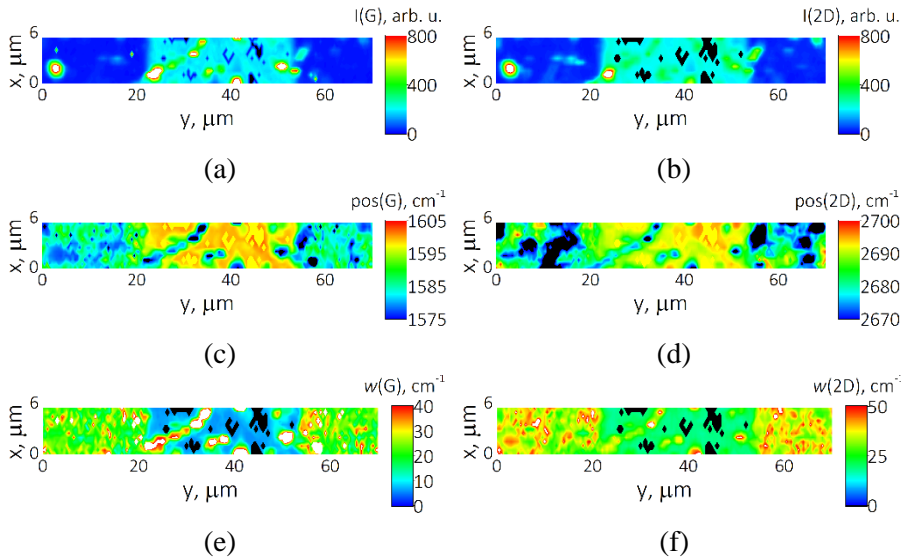 I(G), arb. u.
800
400
0
x, μm
6
0
0 20 40 60
y, μm
(a)
I(2D), arb. u.
800
400
0
x, μm
6
0
0 20 40 60
y, μm
(b)
pos(G), cm⁻¹
1605
1595
1585
1575
x, μm
6
0
0 20 40 60
y, μm
(c)
pos(2D), cm⁻¹
2700
2690
2680
2670
x, μm
6
0
0 20 40 60
y, μm
(d)
w(G), cm⁻¹
40
30
20
10
0
x, μm
6
0
0 20 40 60
y, μm
(e)
w(2D), cm⁻¹
50
25
0
x, μm
6
0
0 20 40 60
y, μm
(f)